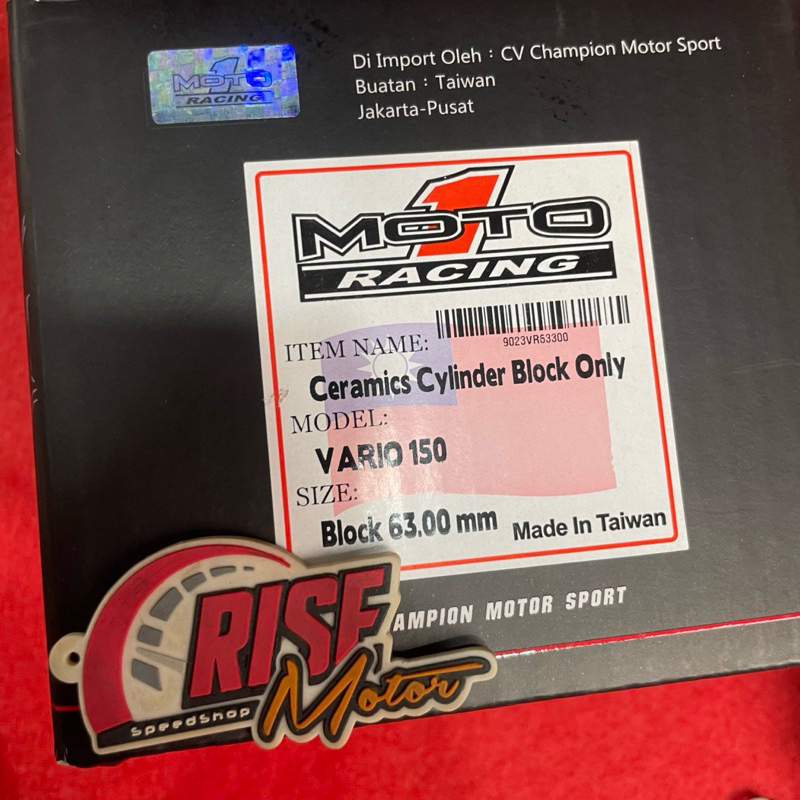 MOTO 1
RACING
Di Import Oleh : CV Champion Motor Sport
Buatan : Taiwan
Jakarta-Pusat
MOTO 1
RACING
9023VR63300
ITEM NAME:
Ceramics Cylinder Block Only
MODEL:
VARIO 150
SIZE:
Block 63.00 mm
Made In Taiwan
AMPION MOTOR SPORT
RISE
Motor
SpeedShop